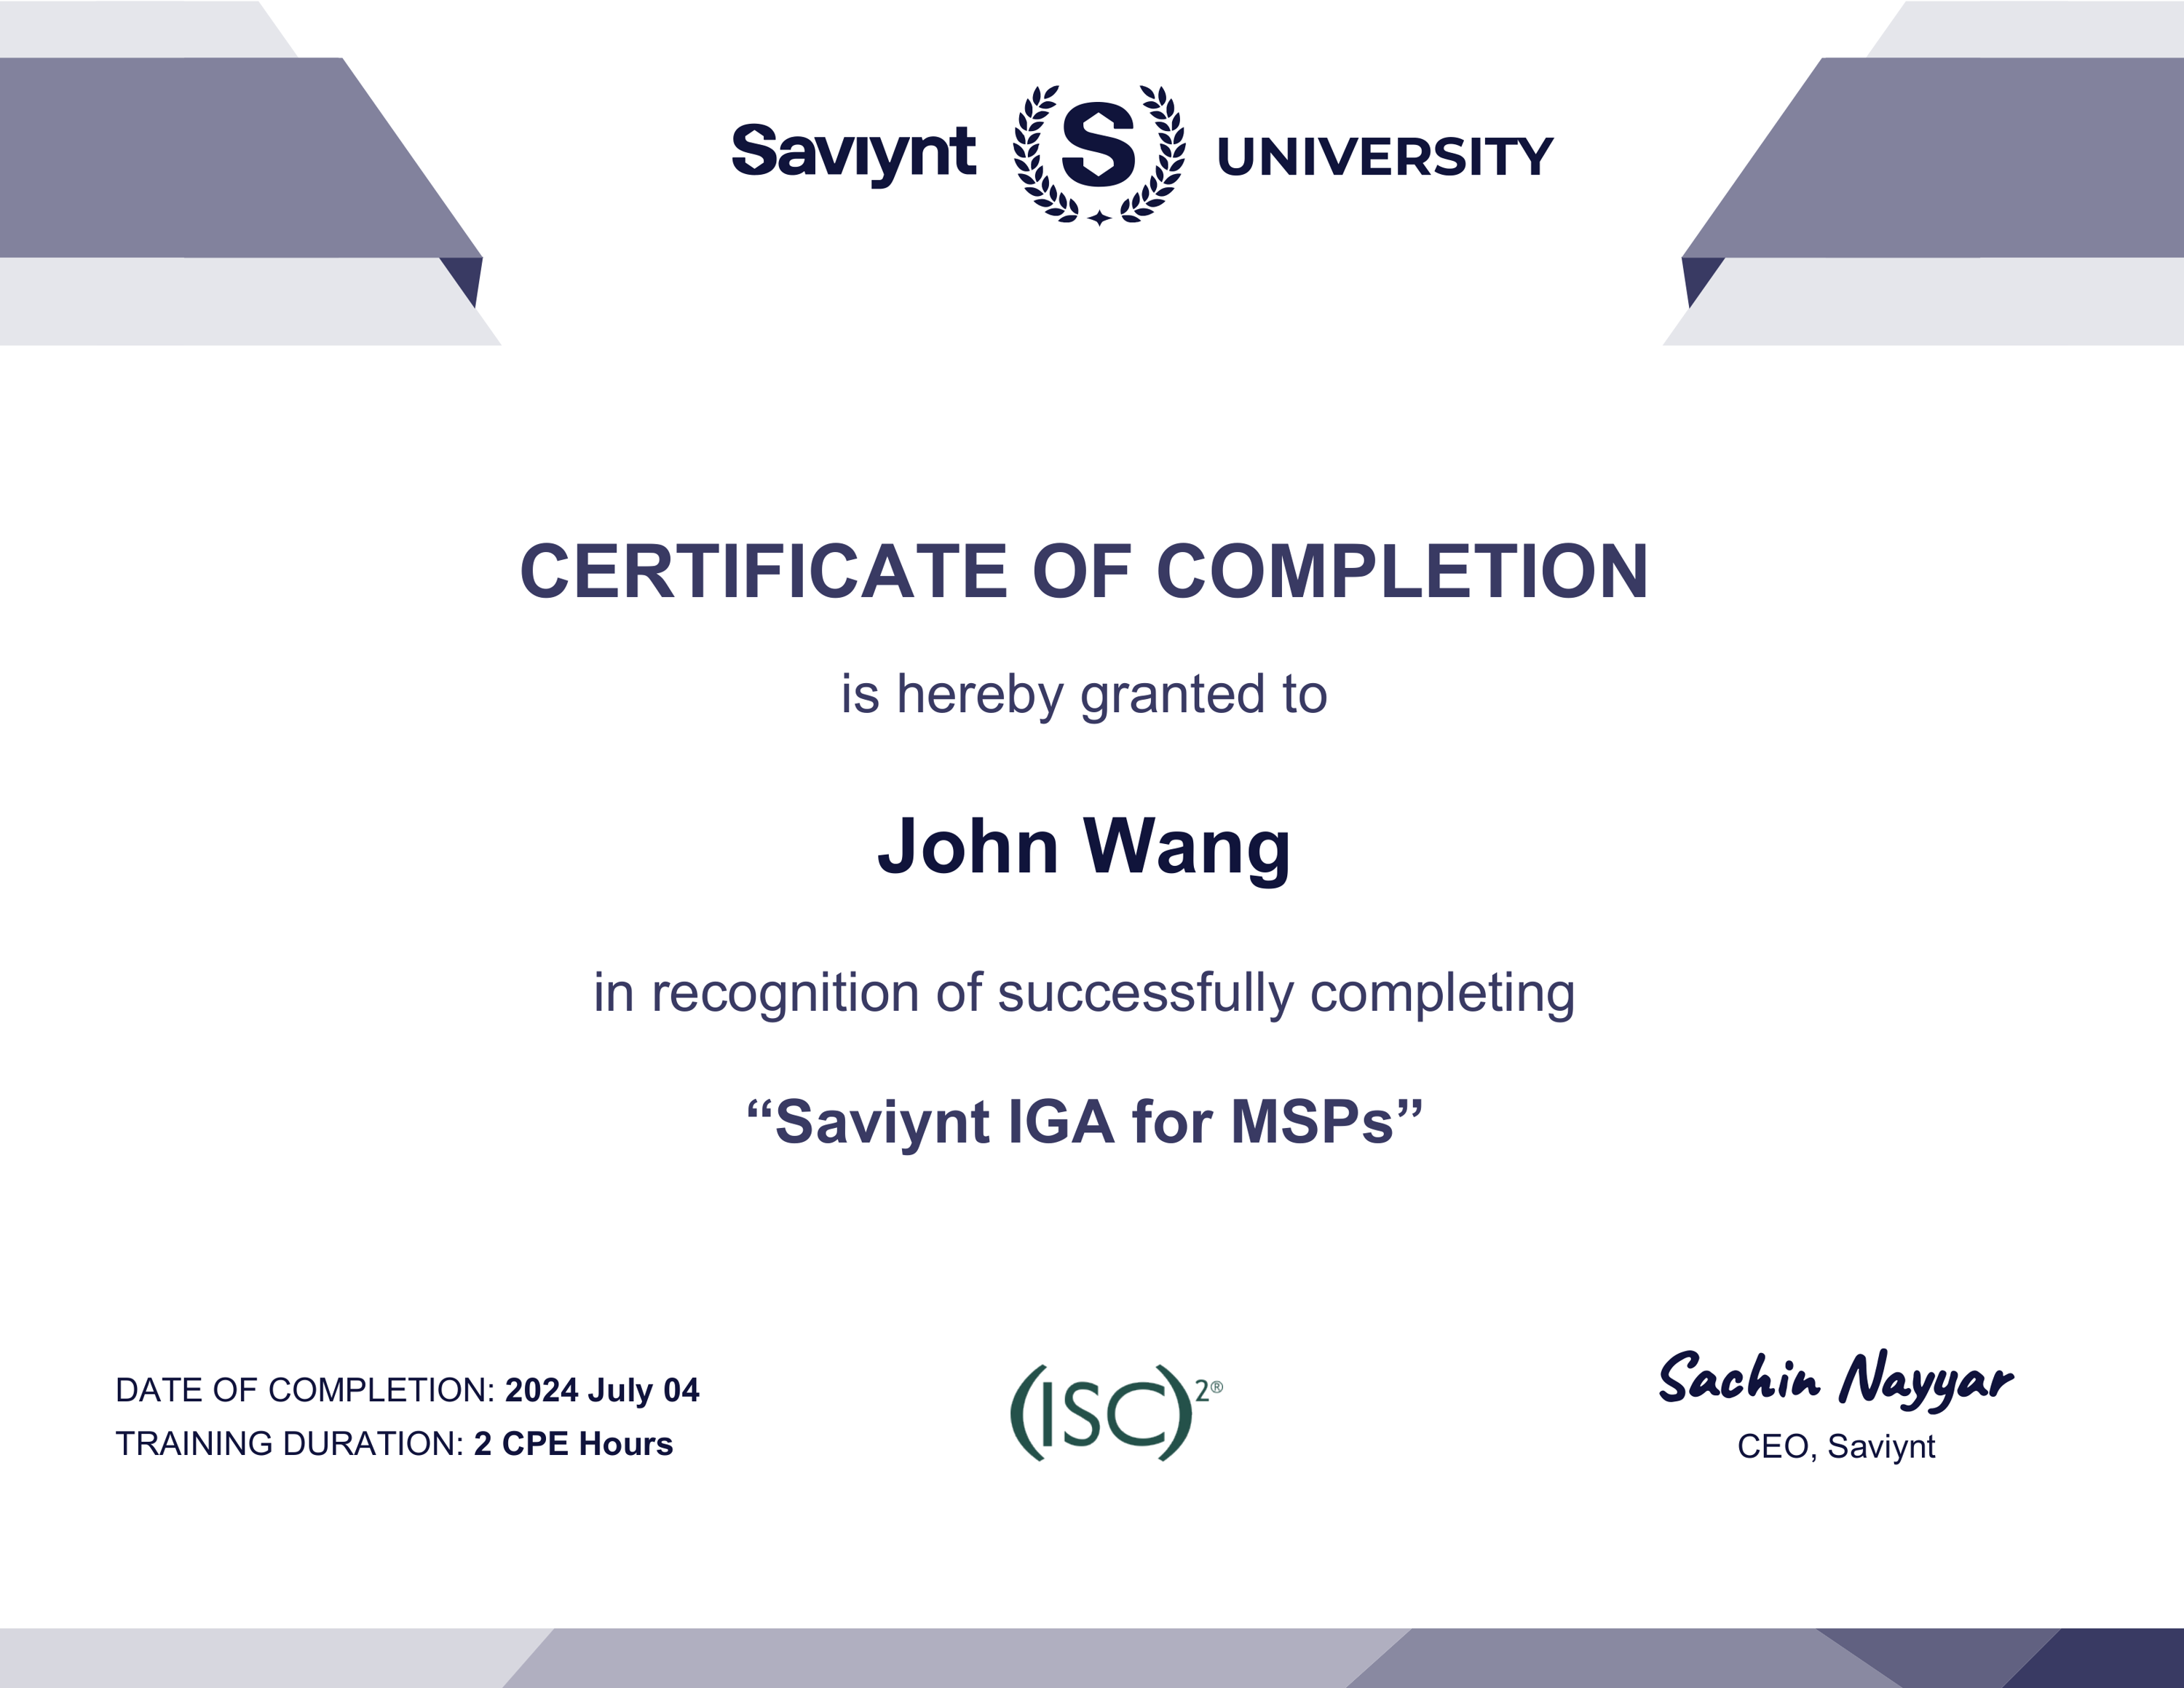 Saviynt S UNIVERSITY
CERTIFICATE OF COMPLETION
is hereby granted to
John Wang
in recognition of successfully completing
“Saviynt IGA for MSPs”
DATE OF COMPLETION: 2024 July 04
TRAINING DURATION: 2 CPE Hours
(ISC)2®
Sachin Nayyar
CEO, Saviynt